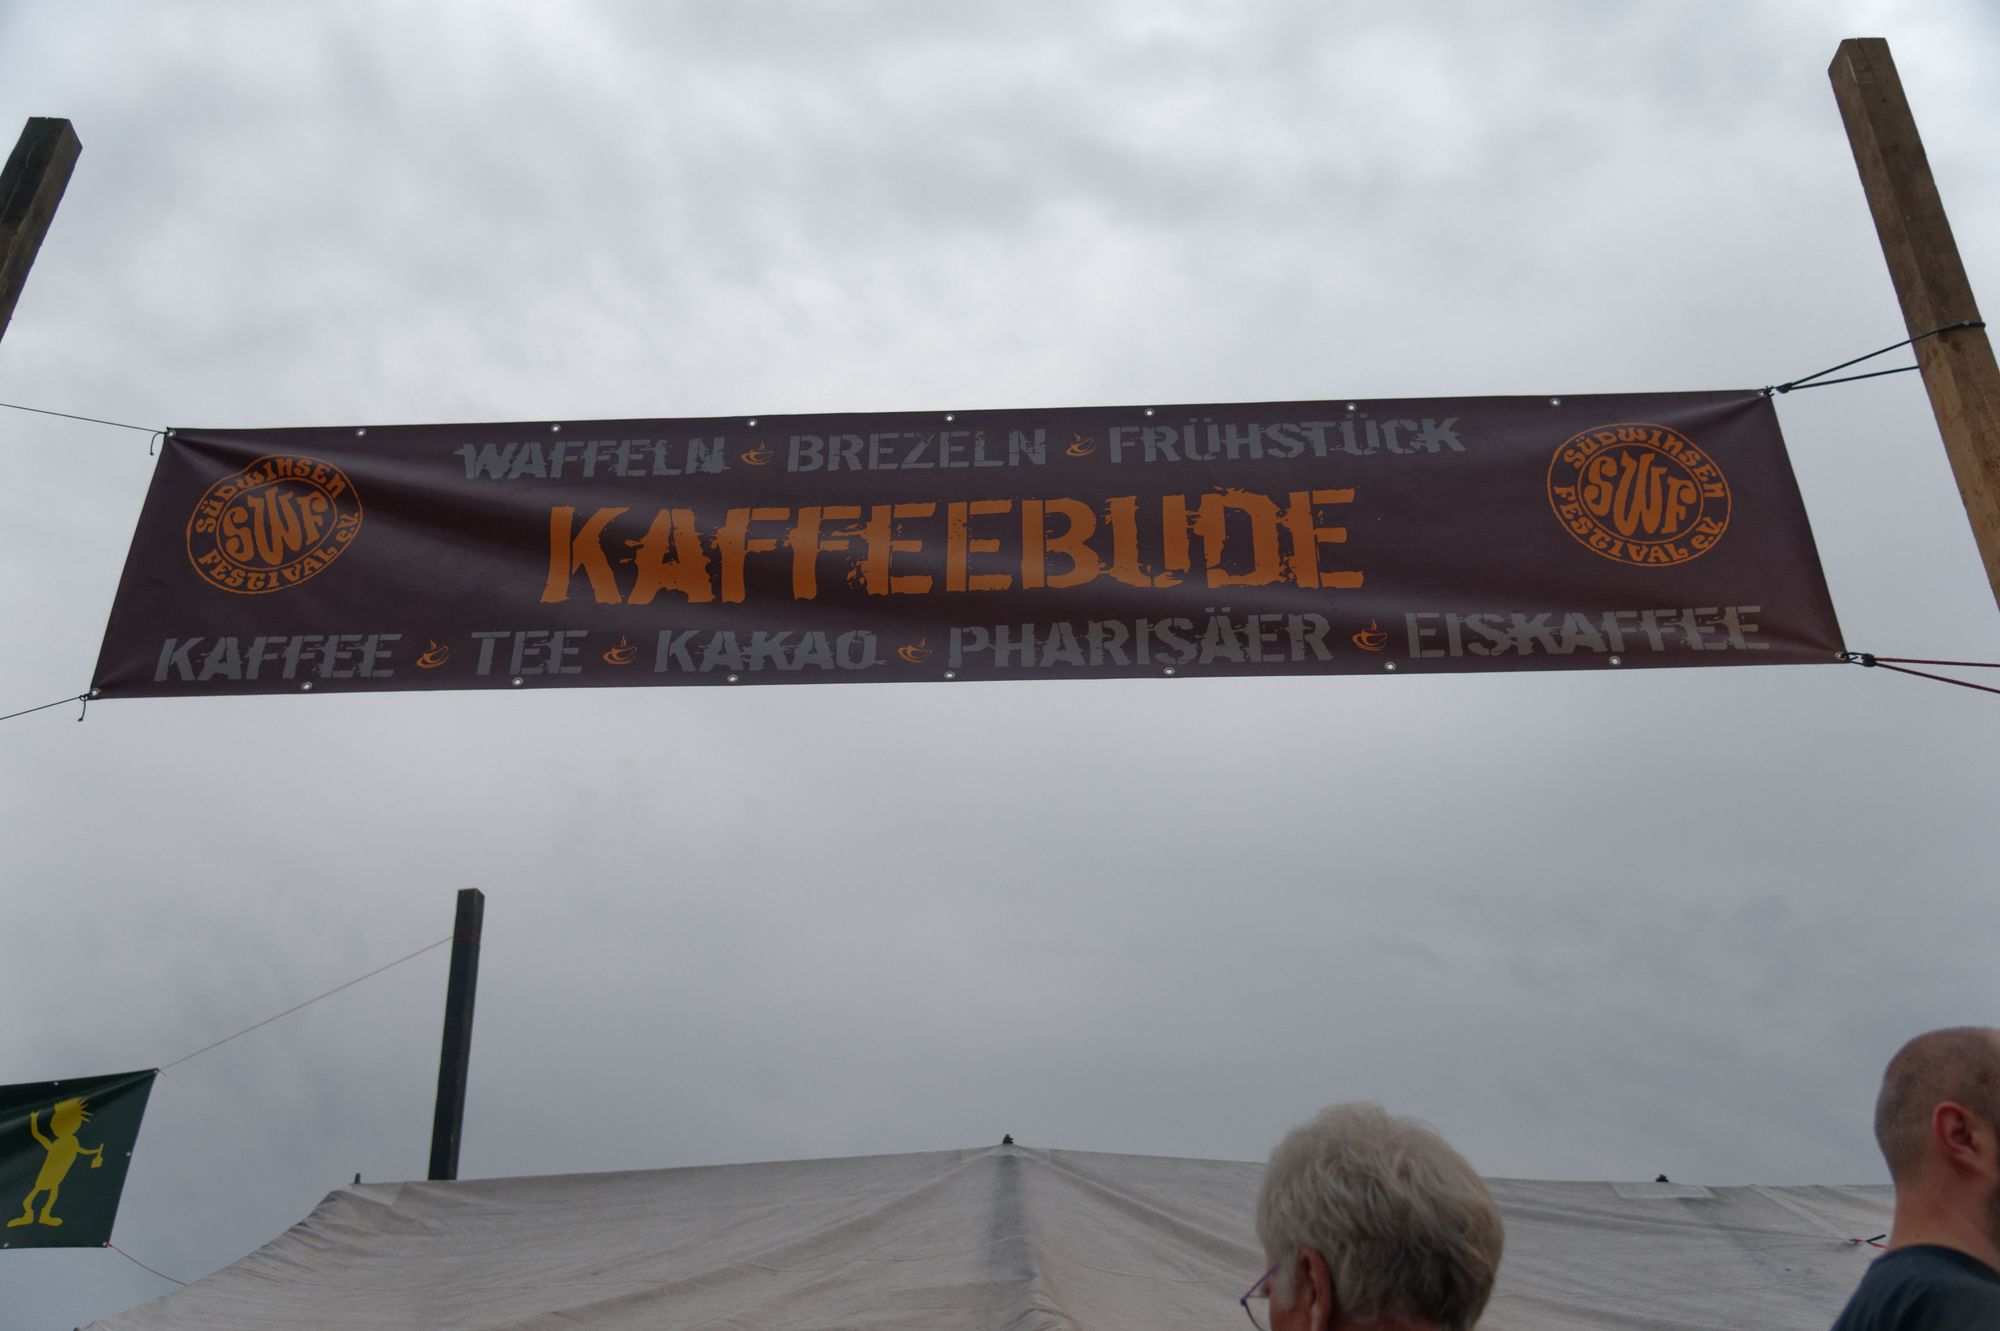 WAFFELN BREZELN FRÜHSTÜCK
SÜDWINSEN
SWF
FESTIVAL e.V.
KAFFEEBUDE
SÜDWINSEN
SWF
FESTIVAL e.V.
KAFFEE TEE KAKAO PHARISÄER EISKAFFEE